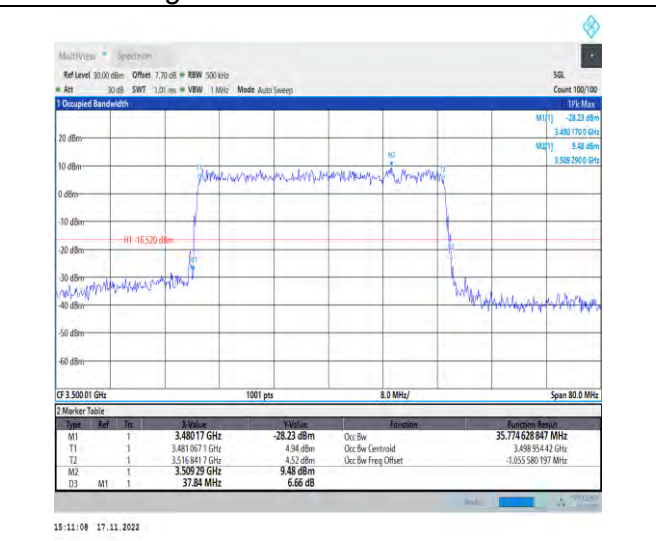 MultiView Spectrum
Ref Level 30.00 dBm Offset 7.70 dB RBW 500 kHz SGL
Att 30 dB SWT 1.01 ms VBW 1 MHz Mode Auto Sweep Count 100/100
1 Occupied Bandwidth 1Pk Max
M1[1] -28.23 dBm
3.480 170 0 GHz
M2[1] 9.48 dBm
3.509 290 0 GHz
20 dBm
M2
10 dBm
T1
T2
0 dBm
-10 dBm
H1 -16.520 dBm
-20 dBm
M1
-30 dBm
-40 dBm
-50 dBm
-60 dBm
CF 3.500 01 GHz 1001 pts 8.0 MHz/ Span 80.0 MHz
2 Marker Table
Type Ref Trc X-Value Y-Value Function Function Result
M1 1 3.480 17 GHz -28.23 dBm Occ Bw 35.774 628 847 MHz
T1 1 3.481 067 1 GHz 4.94 dBm Occ Bw Centroid 3.498 954 42 GHz
T2 1 3.516 841 7 GHz 4.52 dBm Occ Bw Freq Offset -1.055 580 197 MHz
M2 1 3.509 29 GHz 9.48 dBm
D3 M1 1 37.84 MHz 6.66 dB
15:11:08 17.11.2022